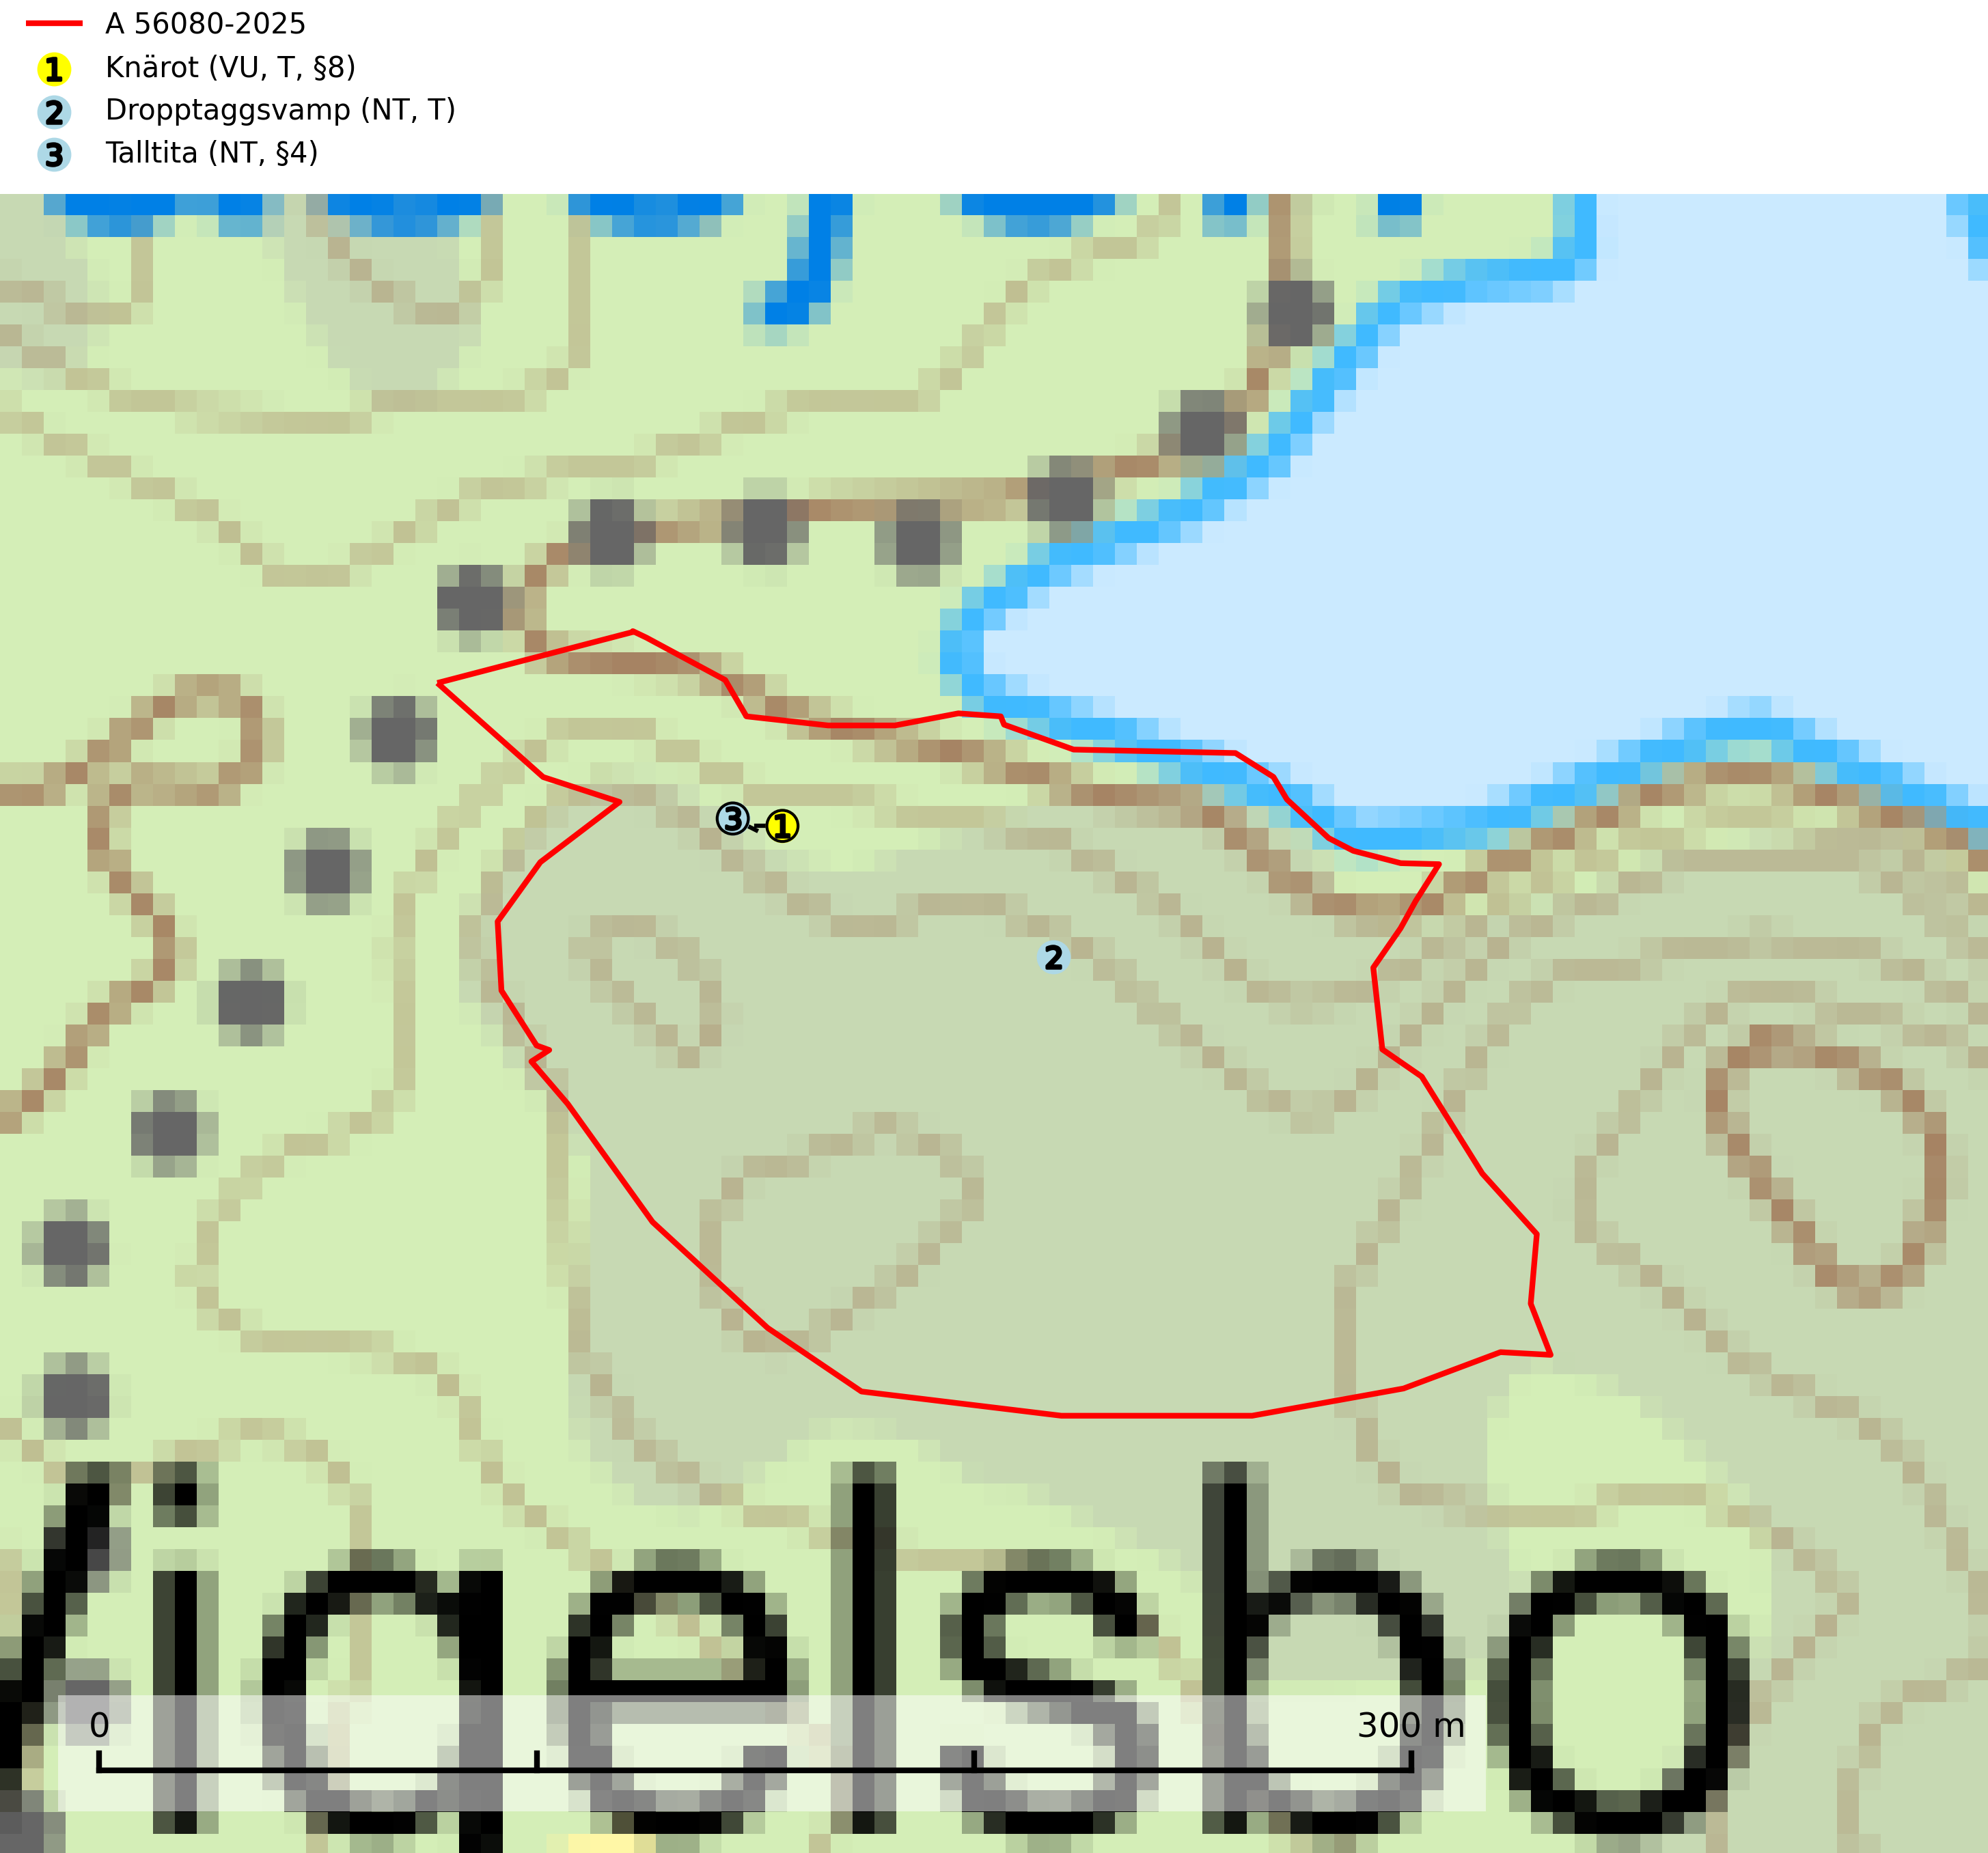 A 56080-2025
1 Knärot (VU, T, §8)
2 Dropptaggsvamp (NT, T)
3 Talltita (NT, §4)
3 1
2
0 300 m